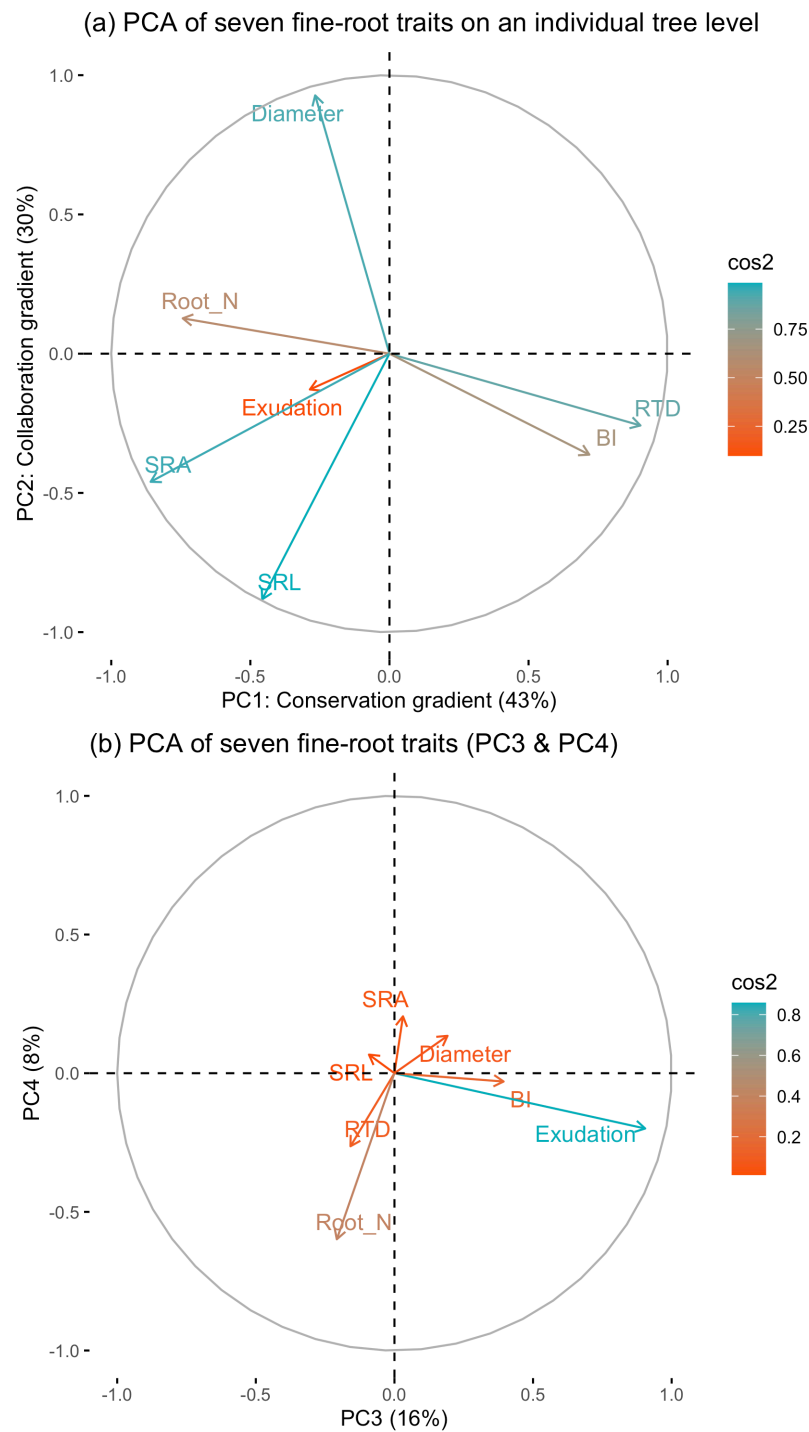 (a) PCA of seven fine-root traits on an individual tree level
1.0
Diameter
0.5
Root_N
0.0
Exudation
RTD
BI
SRA
-0.5
SRL
-1.0
-1.0 -0.5 0.0 0.5 1.0
PC1: Conservation gradient (43%)
PC2: Collaboration gradient (30%)
cos2
0.75
0.50
0.25
(b) PCA of seven fine-root traits (PC3 & PC4)
1.0
0.5
SRA
Diameter
0.0
SRL
BI
RTD
Exudation
Root_N
-0.5
-1.0
-1.0 -0.5 0.0 0.5 1.0
PC3 (16%)
PC4 (8%)
cos2
0.8
0.6
0.4
0.2